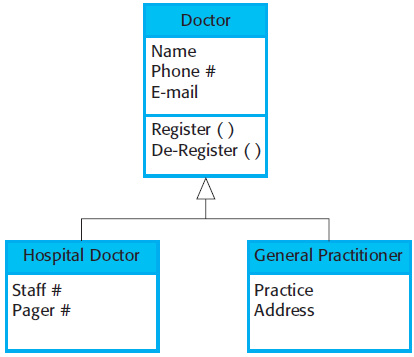 Doctor
Name
Phone #
E-mail
Register ( )
De-Register ( )
Hospital Doctor
Staff #
Pager #
General Practitioner
Practice
Address